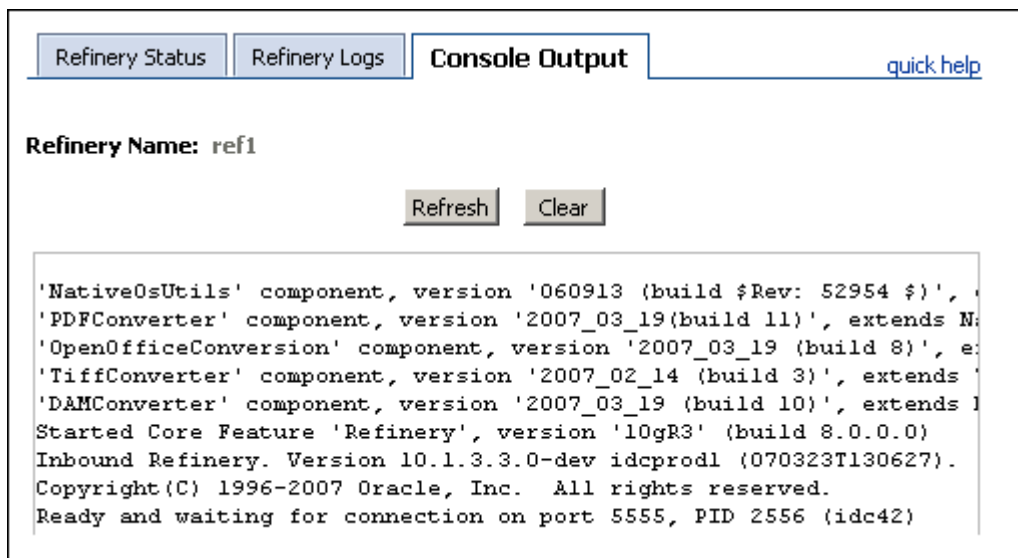 Refinery Status Refinery Logs Console Output quick help
Refinery Name: ref1
Refresh Clear
'NativeOsUtils' component, version '060913 (build $Rev: 52954 $)',
'PDFConverter' component, version '2007_03_19(build 11)', extends
'OpenOfficeConversion' component, version '2007_03_19 (build 8)',
'TiffConverter' component, version '2007_02_14 (build 3)', extends
'DAMConverter' component, version '2007_03_19 (build 10)', extends
Started Core Feature 'Refinery', version '10gR3' (build 8.0.0.0)
Inbound Refinery. Version 10.1.3.3.0-dev idcprod1 (070323T130627).
Copyright(C) 1996-2007 Oracle, Inc.  All rights reserved.
Ready and waiting for connection on port 5555, PID 2556 (idc42)